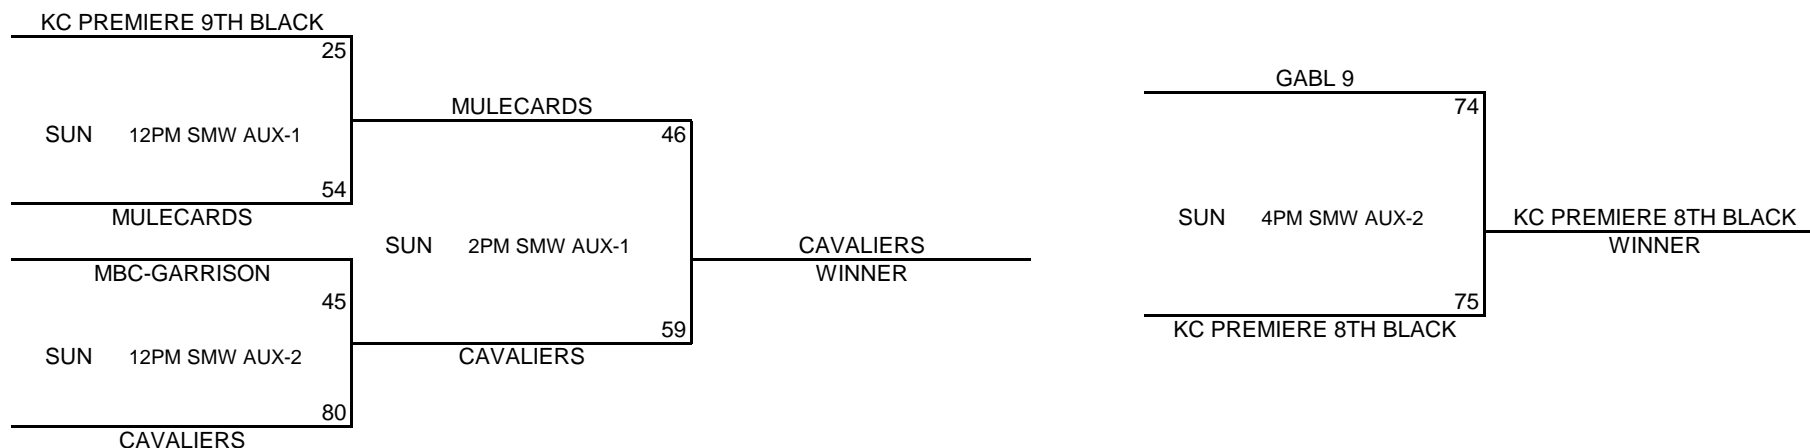 KC PREMIERE 9TH BLACK
25
SUN 12PM SMW AUX-1
54
MULECARDS
MBC-GARRISON
45
SUN 12PM SMW AUX-2
80
CAVALIERS
MULECARDS
46
SUN 2PM SMW AUX-1
59
CAVALIERS
CAVALIERS
WINNER
GABL 9
74
SUN 4PM SMW AUX-2
75
KC PREMIERE 8TH BLACK
KC PREMIERE 8TH BLACK
WINNER